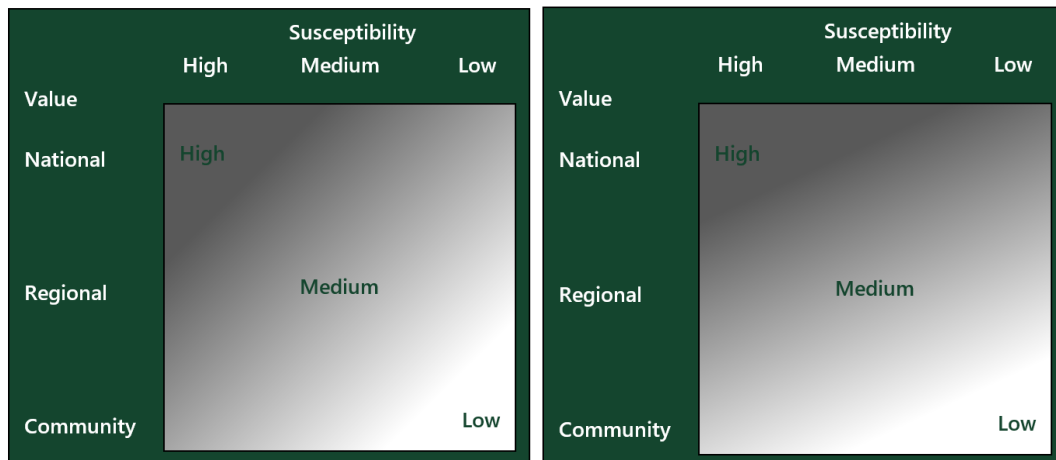 Susceptibility
High Medium Low
Value
National
High
Regional
Medium
Community
Low
Susceptibility
High Medium Low
Value
National
High
Regional
Medium
Community
Low